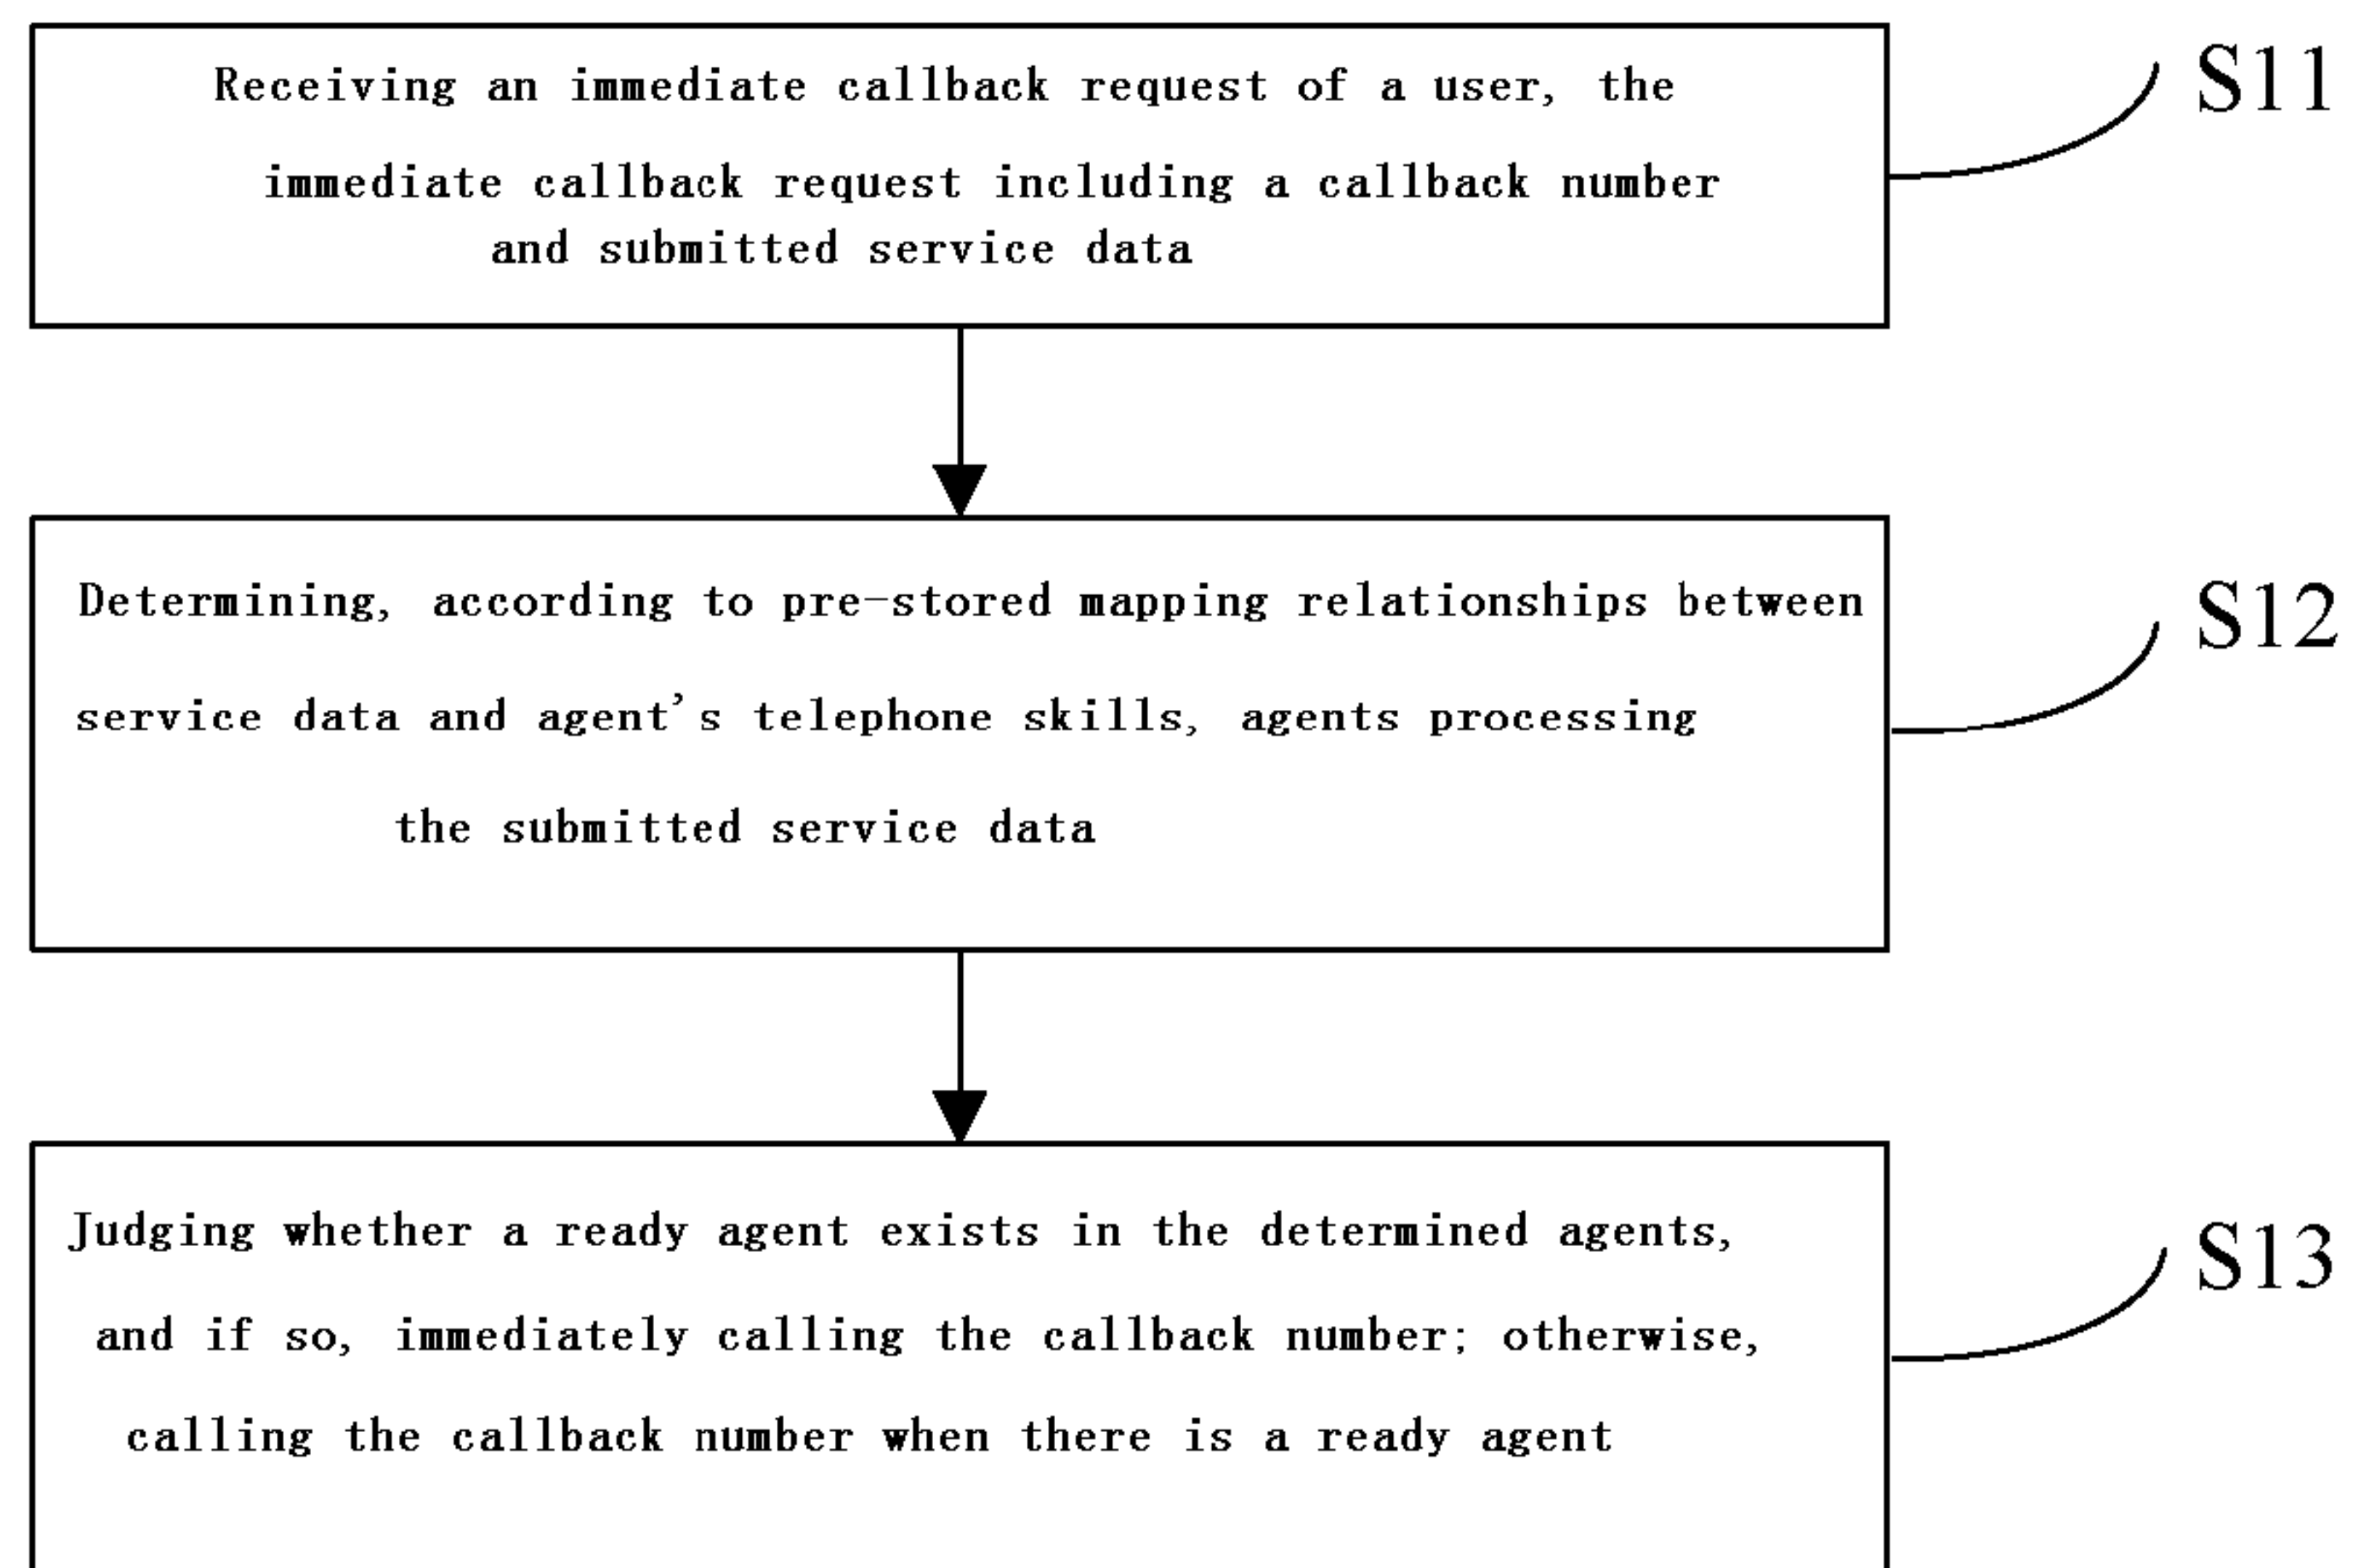 Receiving an immediate callback request of a user, the
immediate callback request including a callback number
and submitted service data
S11
Determining, according to pre-stored mapping relationships between
service data and agent's telephone skills, agents processing
the submitted service data
S12
Judging whether a ready agent exists in the determined agents,
and if so, immediately calling the callback number; otherwise,
calling the callback number when there is a ready agent
S13